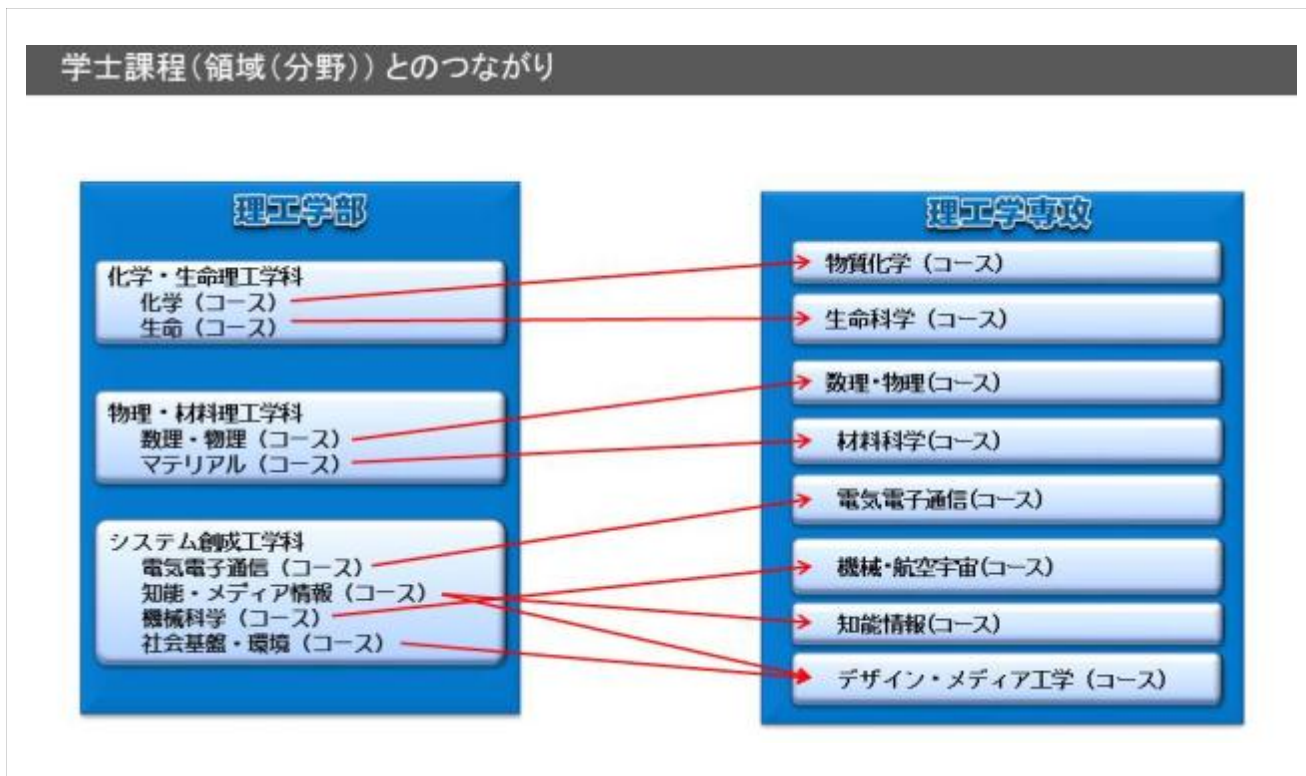 学士課程(領域(分野))とのつながり
理工学部
化学・生命理工学科
化学(コース)
生命(コース)
物理・材料理工学科
数理・物理(コース)
マテリアル(コース)
システム創成工学科
電気電子通信(コース)
知能・メディア情報(コース)
機械科学(コース)
社会基盤・環境(コース)
理工学専攻
物質化学(コース)
生命科学(コース)
数理・物理(コース)
材料科学(コース)
電気電子通信(コース)
機械・航空宇宙(コース)
知能情報(コース)
デザイン・メディア工学(コース)